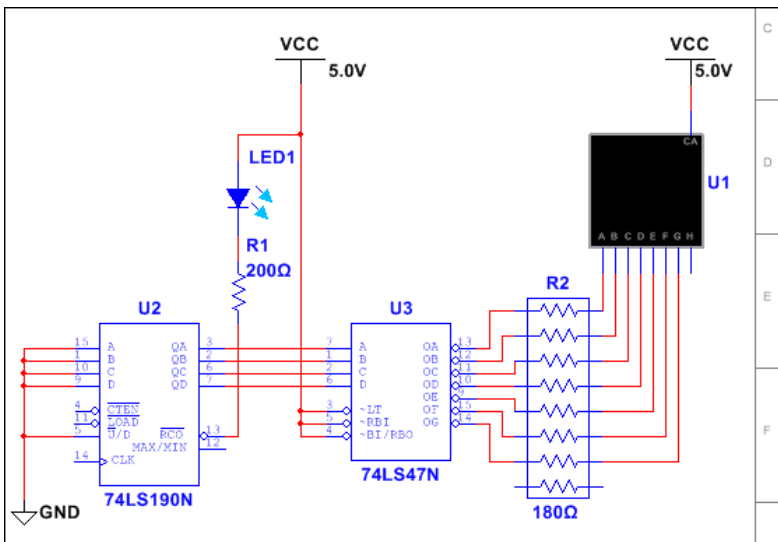 C
D
E
F
VCC
5.0V
VCC
5.0V
LED1
R1
200Ω
CA
U1
A B C D E F G H
R2
180Ω
U2
15 A QA 3
1 B QB 2
10 C QC 6
9 D QD 7
4 CTEN
11 LOAD
5 U/D RCO 13
MAX/MIN 12
14 CLK
74LS190N
U3
7 A OA 13
1 B OB 12
2 C OC 11
6 D OD 10
OE 9
3 ~LT OF 15
5 ~RBI OG 14
4 ~BI/RBO
74LS47N
GND